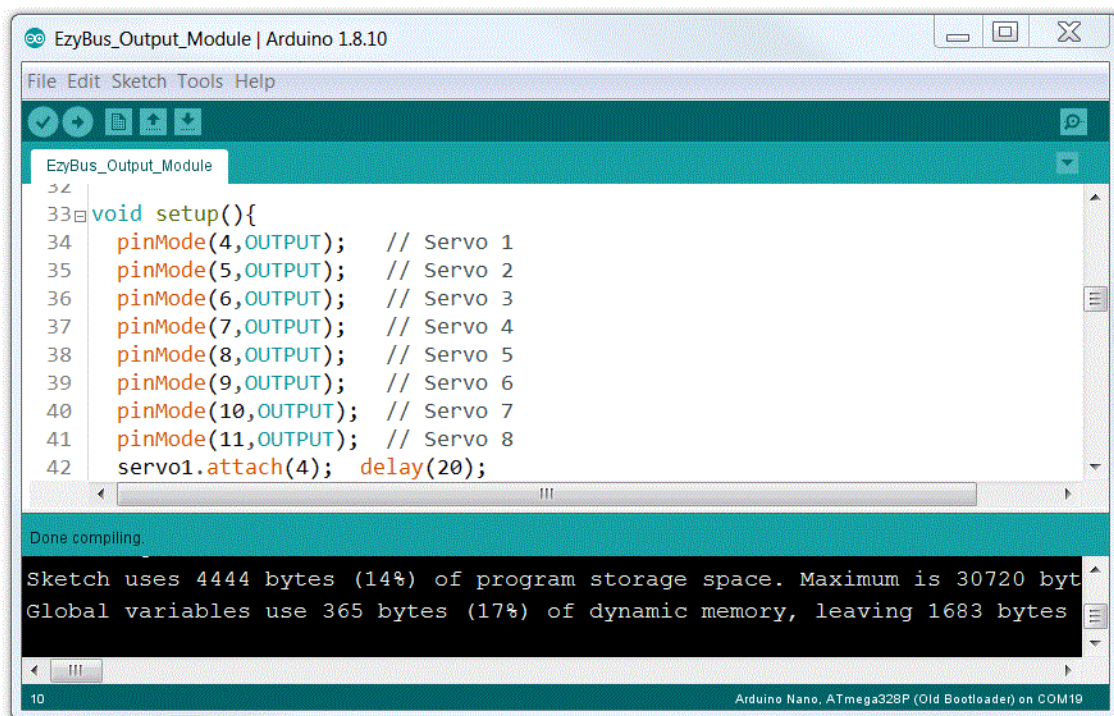 EzyBus_Output_Module | Arduino 1.8.10
File Edit Sketch Tools Help
EzyBus_Output_Module
32
33 void setup(){
34 pinMode(4,OUTPUT); // Servo 1
35 pinMode(5,OUTPUT); // Servo 2
36 pinMode(6,OUTPUT); // Servo 3
37 pinMode(7,OUTPUT); // Servo 4
38 pinMode(8,OUTPUT); // Servo 5
39 pinMode(9,OUTPUT); // Servo 6
40 pinMode(10,OUTPUT); // Servo 7
41 pinMode(11,OUTPUT); // Servo 8
42 servo1.attach(4); delay(20);
Done compiling.
Sketch uses 4444 bytes (14%) of program storage space. Maximum is 30720 byt
Global variables use 365 bytes (17%) of dynamic memory, leaving 1683 bytes
10 Arduino Nano, ATmega328P (Old Bootloader) on COM19